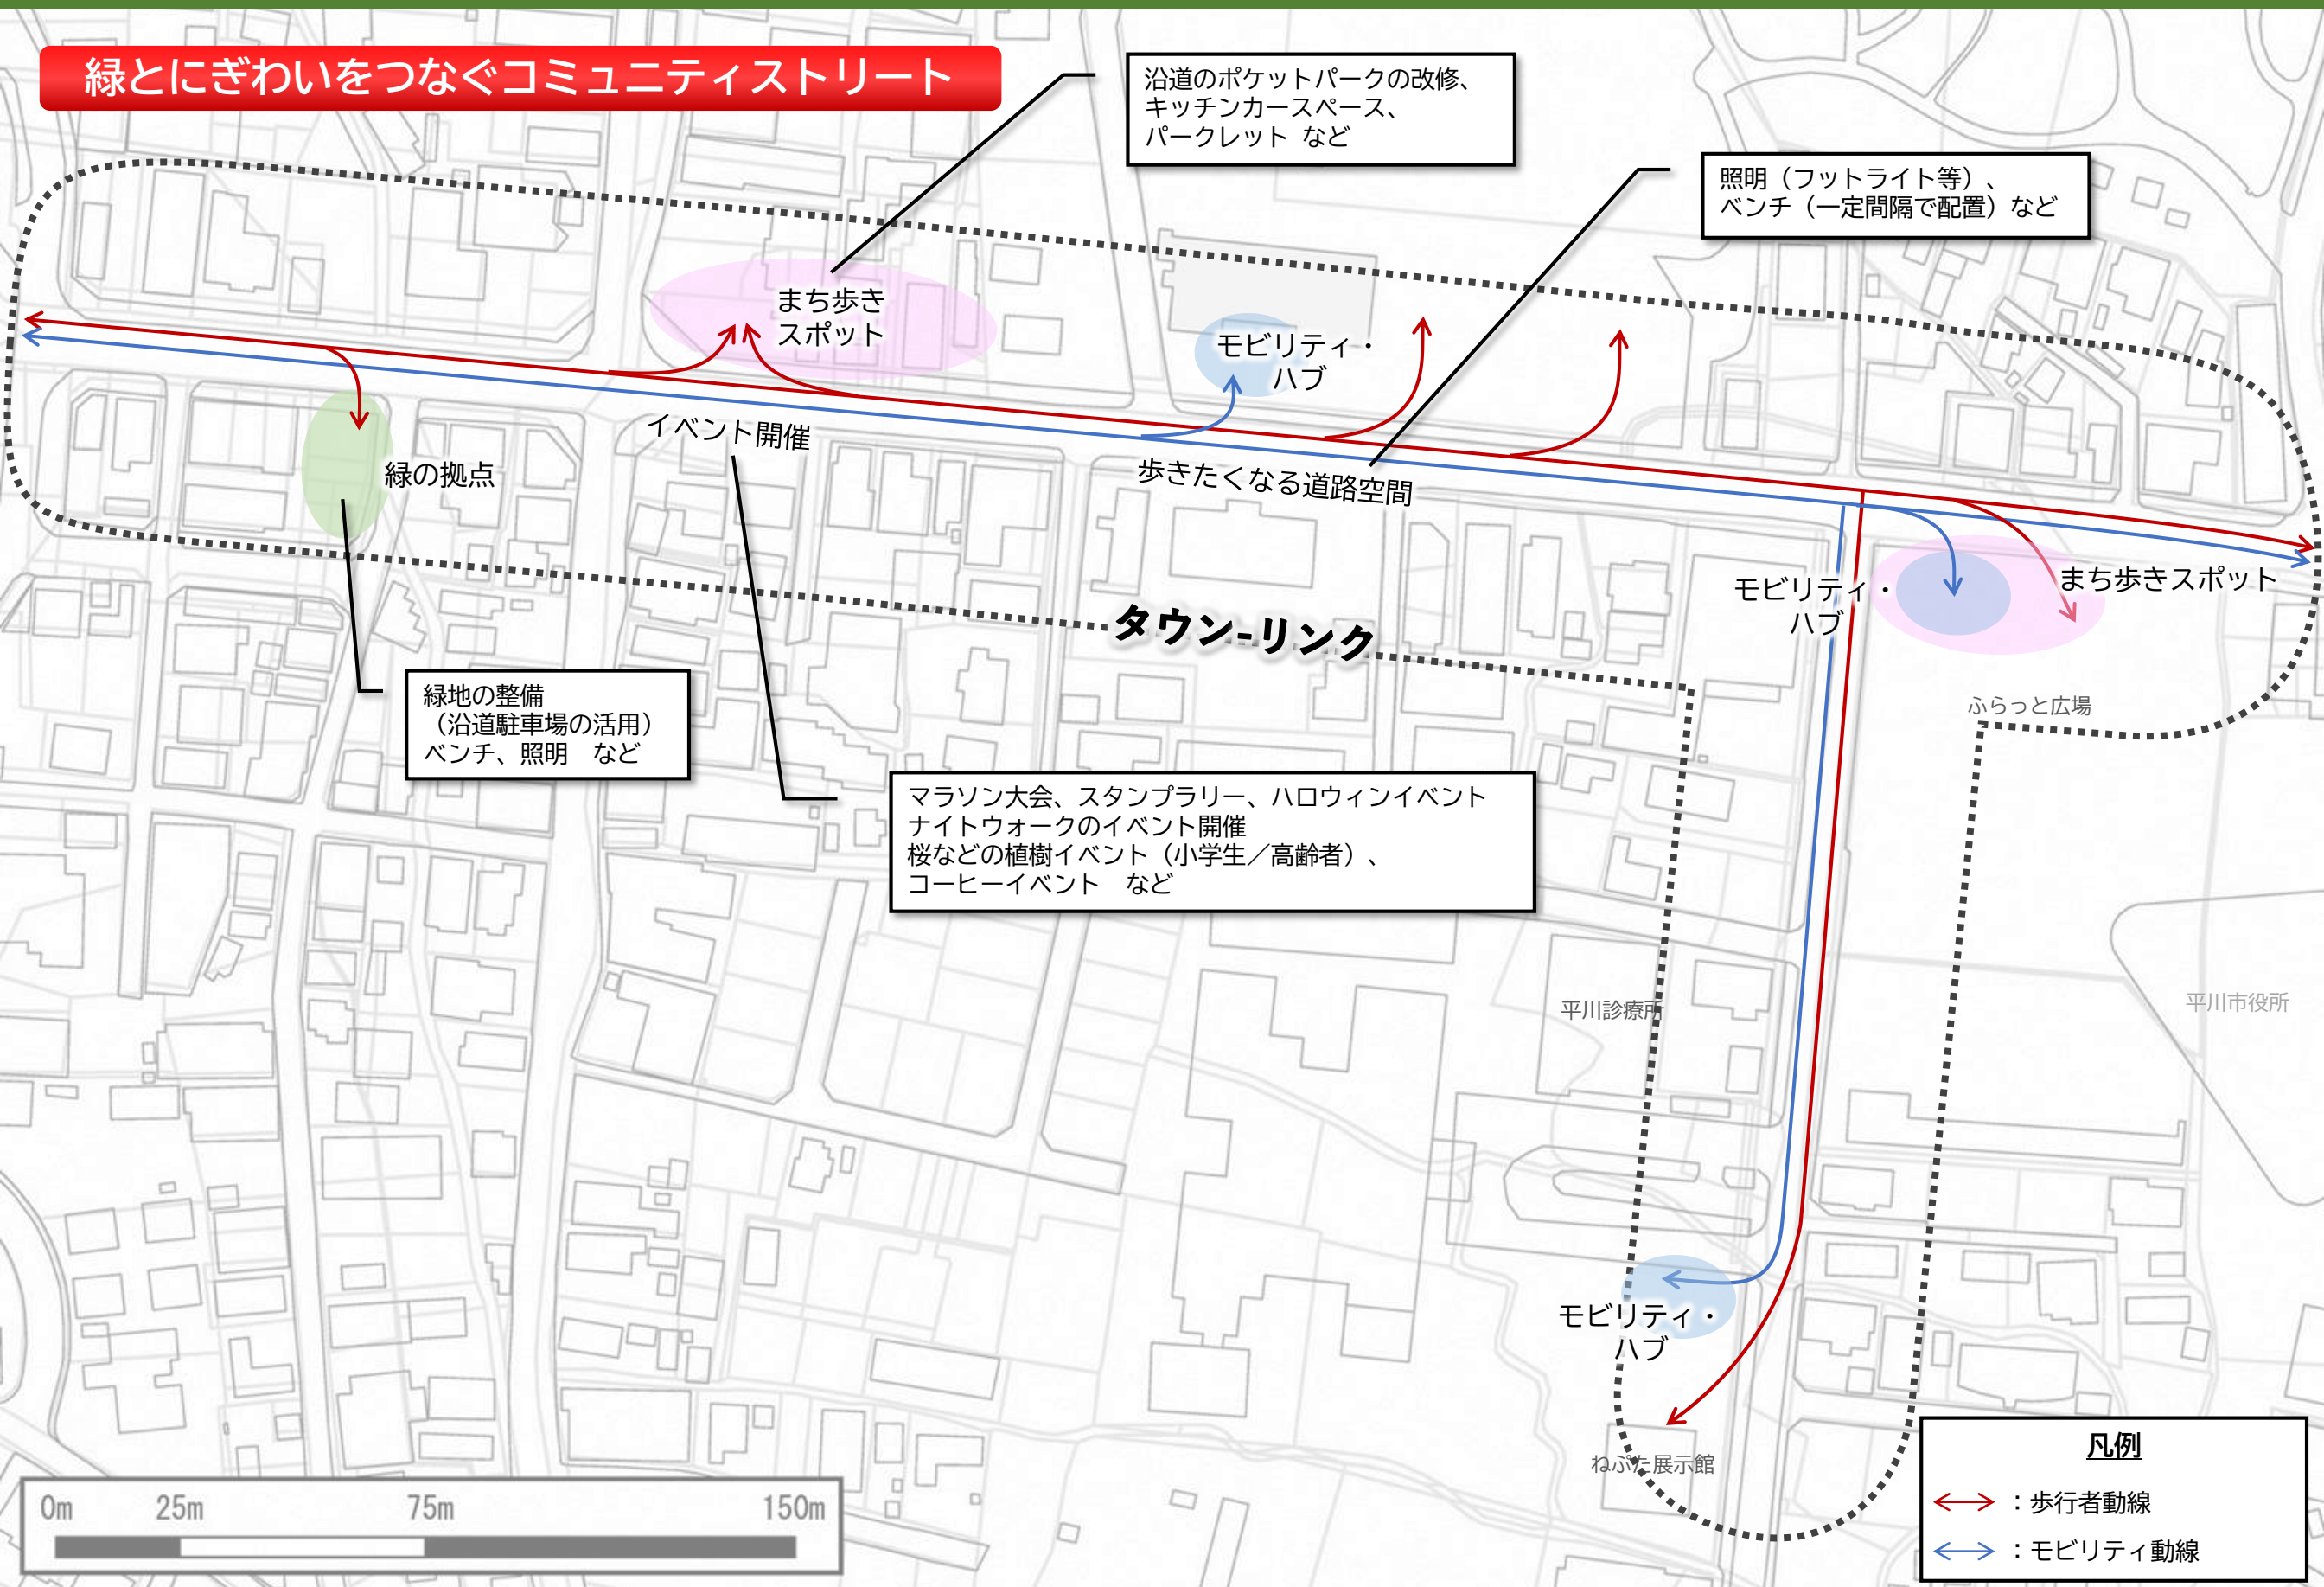 緑とにぎわいをつなぐコミュニティストリート
沿道のポケットパークの改修、
キッチンカースペース、
パークレット など
照明（フットライト等）、
ベンチ（一定間隔で配置）など
まち歩き
スポット
モビリティ・
ハブ
イベント開催
歩きたくなる道路空間
緑の拠点
モビリティ・
ハブ
まち歩きスポット
タウン-リンク
ふらっと広場
緑地の整備
（沿道駐車場の活用）
ベンチ、照明　など
マラソン大会、スタンプラリー、ハロウィンイベント
ナイトウォークのイベント開催
桜などの植樹イベント（小学生／高齢者）、
コーヒーイベント　など
平川診療所
平川市役所
モビリティ・
ハブ
ねぷた展示館
凡例
：歩行者動線
：モビリティ動線
0m 25m 75m 150m